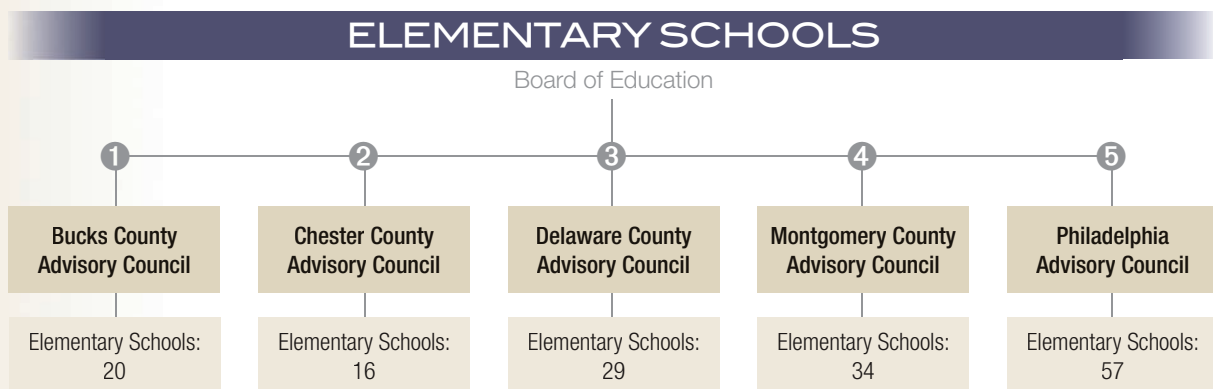 ELEMENTARY SCHOOLS
Board of Education
1
2
3
4
5
Bucks County
Advisory Council
Chester County
Advisory Council
Delaware County
Advisory Council
Montgomery County
Advisory Council
Philadelphia
Advisory Council
Elementary Schools:
20
Elementary Schools:
16
Elementary Schools:
29
Elementary Schools:
34
Elementary Schools:
57